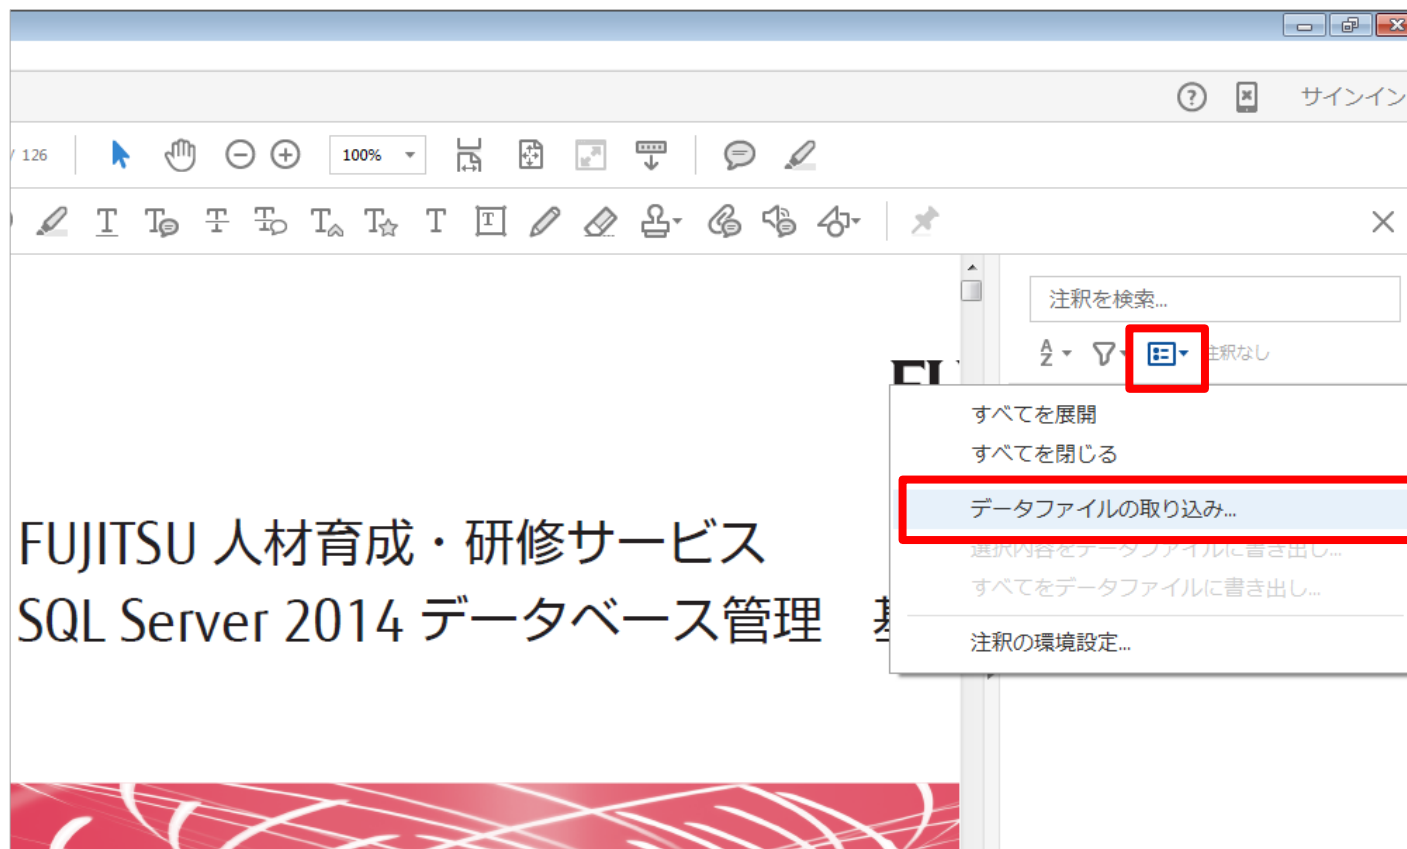 サインイン
/ 126
100%
注釈を検索...
注釈なし
すべてを展開
すべてを閉じる
データファイルの取り込み...
選択内容をデータファイルに書き出し...
すべてをデータファイルに書き出し...
注釈の環境設定...
FUJITSU 人材育成・研修サービス
SQL Server 2014 データベース管理